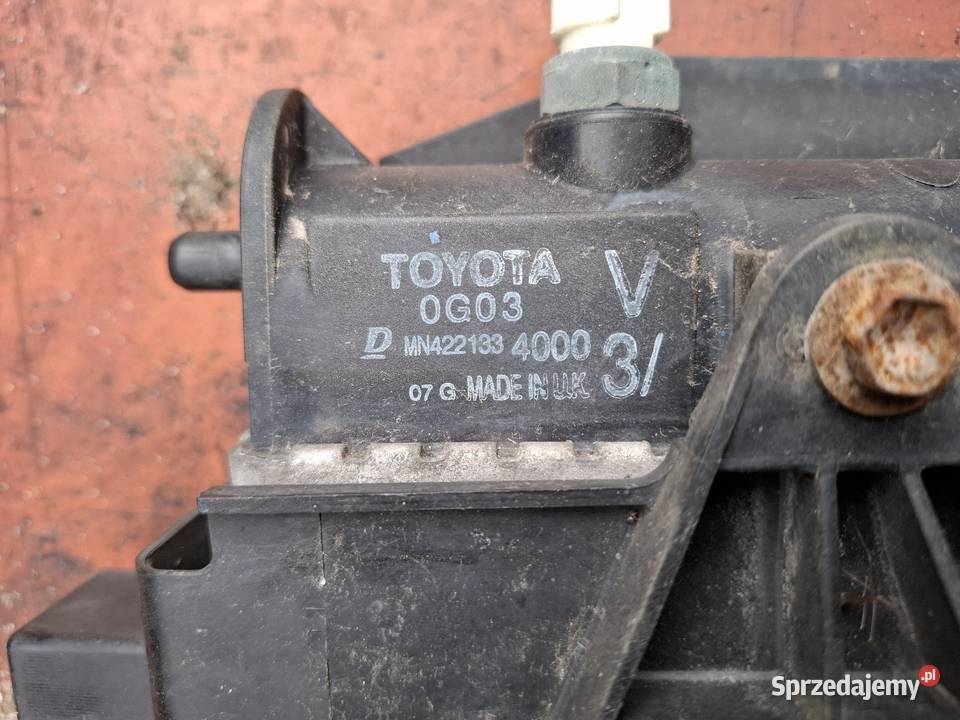 TOYOTA V
0G03
D MN422133 4000 3/
07 G MADE IN U.K.
Sprzedajemy.pl